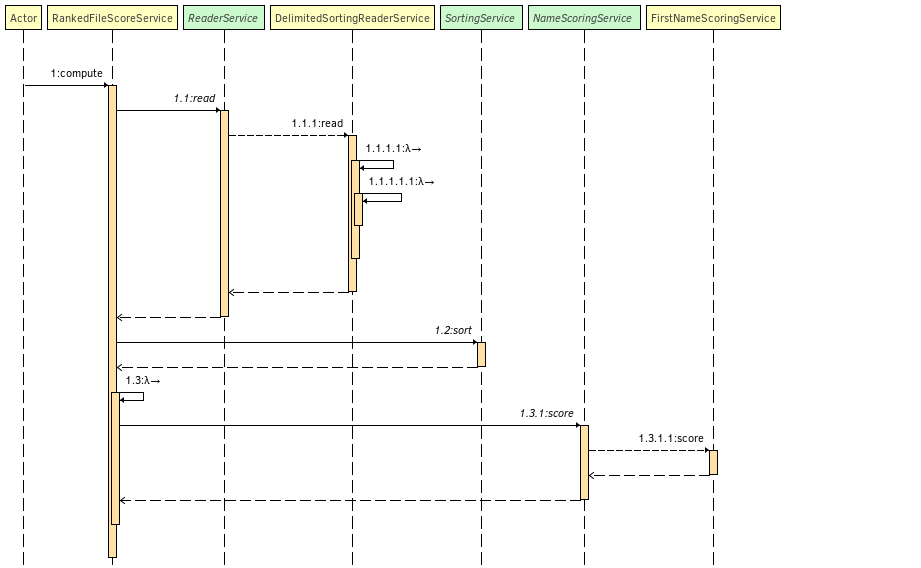 Actor
RankedFileScoreService
ReaderService
DelimitedSortingReaderService
SortingService
NameScoringService
FirstNameScoringService
1:compute
1.1:read
1.1.1:read
1.1.1.1:λ→
1.1.1.1.1:λ→
1.2:sort
1.3:λ→
1.3.1:score
1.3.1.1:score